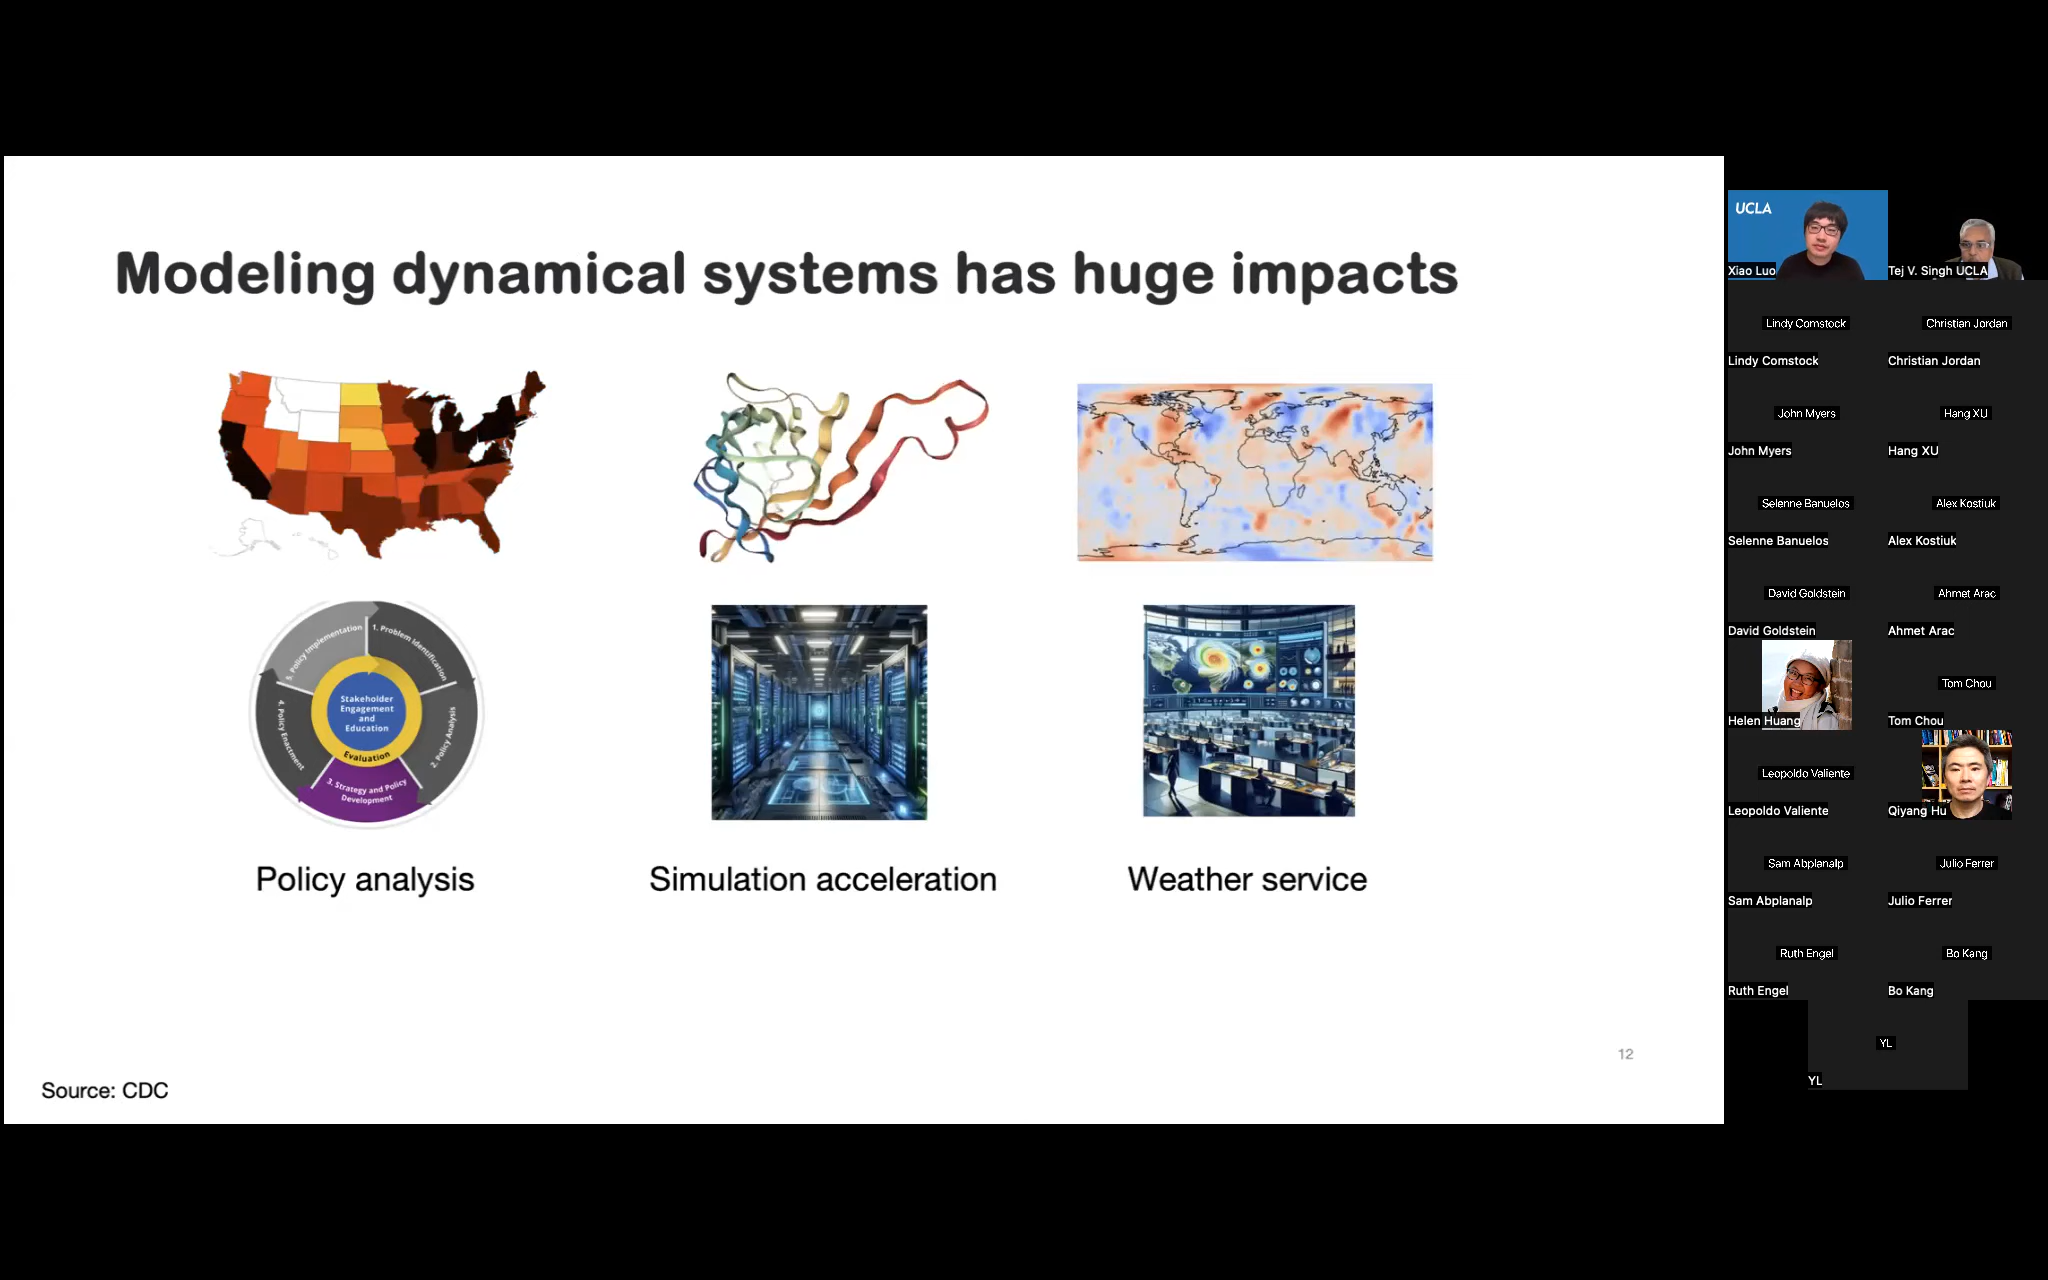 Modeling dynamical systems has huge impacts
1. Problem Identification
2. Policy Analysis
3. Strategy and Policy
Development
4. Policy Enactment
5. Policy Implementation
Stakeholder
Engagement
and
Education
Evaluation
Policy analysis
Simulation acceleration
Weather service
12
Source: CDC
UCLA
Xiao Luo
Tej V. Singh UCLA
Lindy Comstock
Christian Jordan
Lindy Comstock
Christian Jordan
John Myers
Hang XU
John Myers
Hang XU
Selenne Banuelos
Alex Kostiuk
Selenne Banuelos
Alex Kostiuk
David Goldstein
Ahmet Arac
David Goldstein
Ahmet Arac
Helen Huang
Tom Chou
Tom Chou
Leopoldo Valiente
Leopoldo Valiente
Qiyang Hu
Sam Abplanalp
Julio Ferrer
Sam Abplanalp
Julio Ferrer
Ruth Engel
Bo Kang
Ruth Engel
Bo Kang
YL
YL